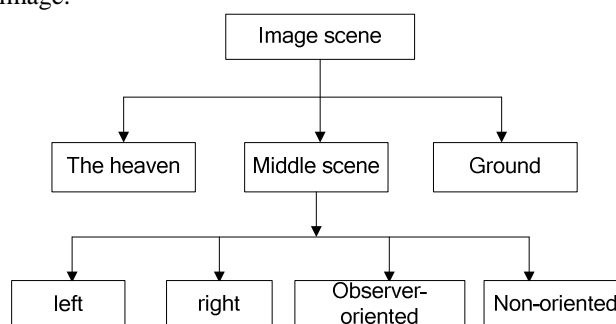 image.
Image scene
The heaven
Middle scene
Ground
left
right
Observer-
oriented
Non-oriented